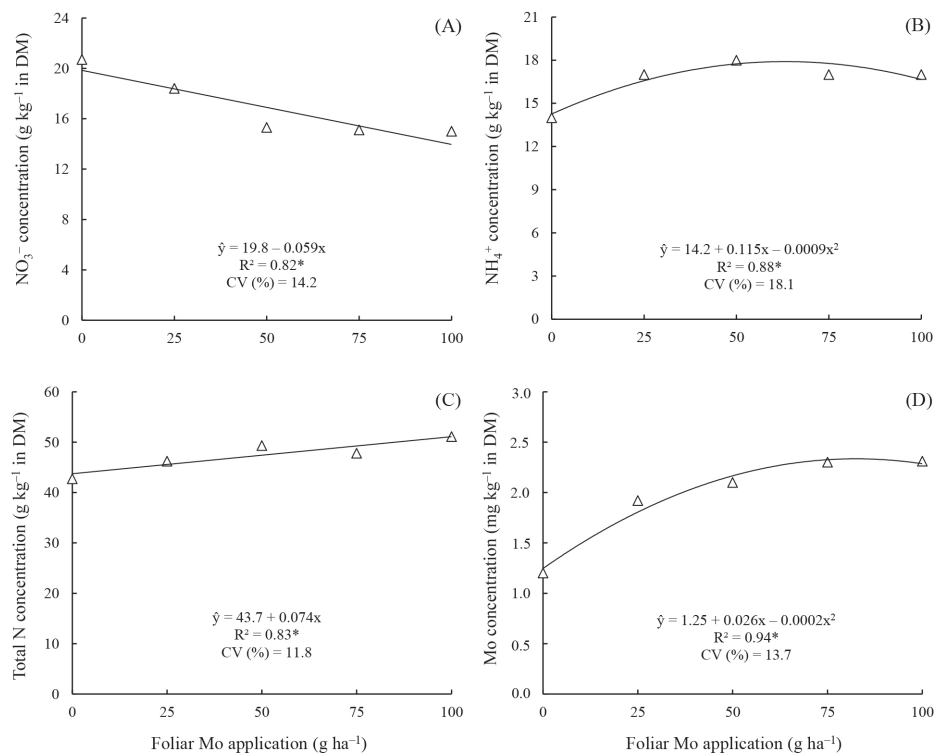 (A)
NO₃⁻ concentration (g kg⁻¹ in DM)
24
20
16
12
8
4
0
ŷ = 19.8 – 0.059x
R² = 0.82*
CV (%) = 14.2
0 25 50 75 100
(B)
NH₄⁺ concentration (g kg⁻¹ in DM)
21
18
15
12
9
6
3
0
ŷ = 14.2 + 0.115x – 0.0009x²
R² = 0.88*
CV (%) = 18.1
0 25 50 75 100
(C)
Total N concentration (g kg⁻¹ in DM)
60
50
40
30
20
10
0
ŷ = 43.7 + 0.074x
R² = 0.83*
CV (%) = 11.8
0 25 50 75 100
Foliar Mo application (g ha⁻¹)
(D)
Mo concentration (mg kg⁻¹ in DM)
3.0
2.5
2.0
1.5
1.0
0.5
0.0
ŷ = 1.25 + 0.026x – 0.0002x²
R² = 0.94*
CV (%) = 13.7
0 25 50 75 100
Foliar Mo application (g ha⁻¹)